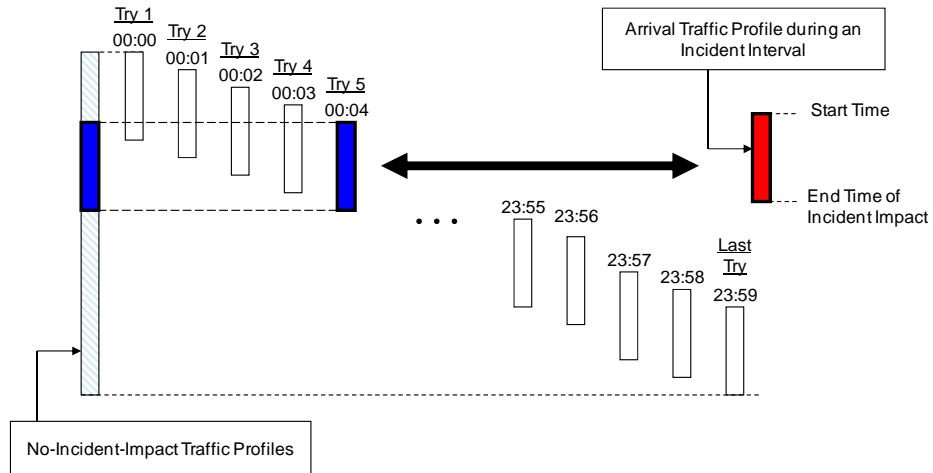 Try 1
00:00
Try 2
00:01
Try 3
00:02
Try 4
00:03
Try 5
00:04
Arrival Traffic Profile during an
Incident Interval
Start Time
End Time of
Incident Impact
. . .
23:55
23:56
23:57
23:58
Last
Try
23:59
No-Incident-Impact Traffic Profiles